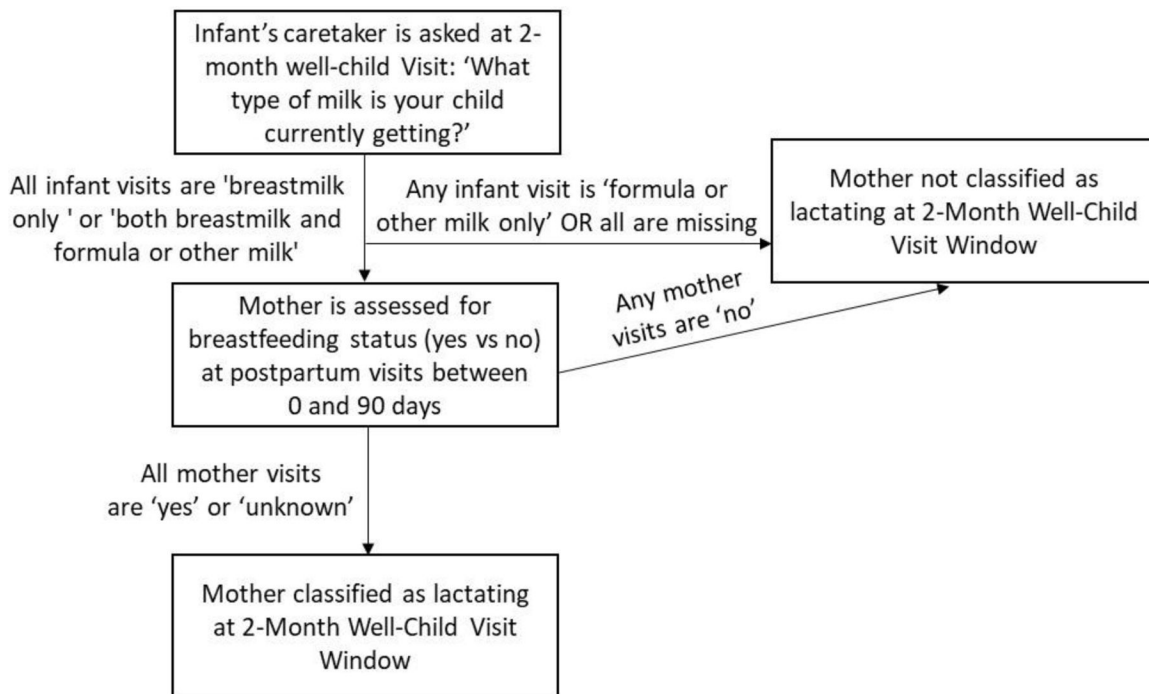 Infant’s caretaker is asked at 2-
month well-child Visit: ‘What
type of milk is your child
currently getting?’
All infant visits are 'breastmilk
only ' or 'both breastmilk and
formula or other milk'
Any infant visit is ‘formula or
other milk only’ OR all are missing
Mother not classified as
lactating at 2-Month Well-Child
Visit Window
Mother is assessed for
breastfeeding status (yes vs no)
at postpartum visits between
0 and 90 days
Any mother
visits are ‘no’
All mother visits
are ‘yes’ or ‘unknown’
Mother classified as lactating
at 2-Month Well-Child Visit
Window